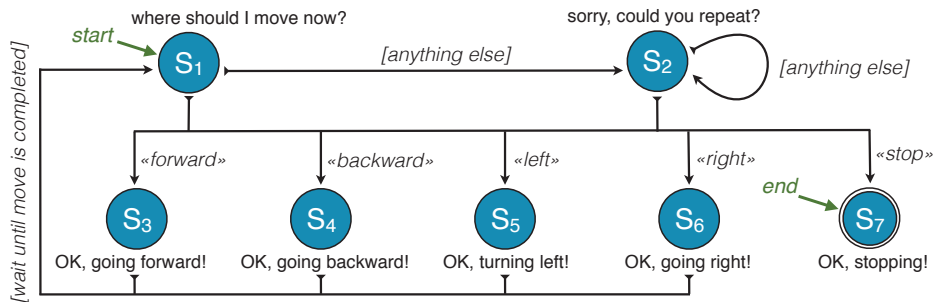 where should I move now?
sorry, could you repeat?
start
S1
[anything else]
S2
[anything else]
[wait until move is completed]
«forward»
«backward»
«left»
«right»
«stop»
end
S3
S4
S5
S6
S7
OK, going forward!
OK, going backward!
OK, turning left!
OK, going right!
OK, stopping!